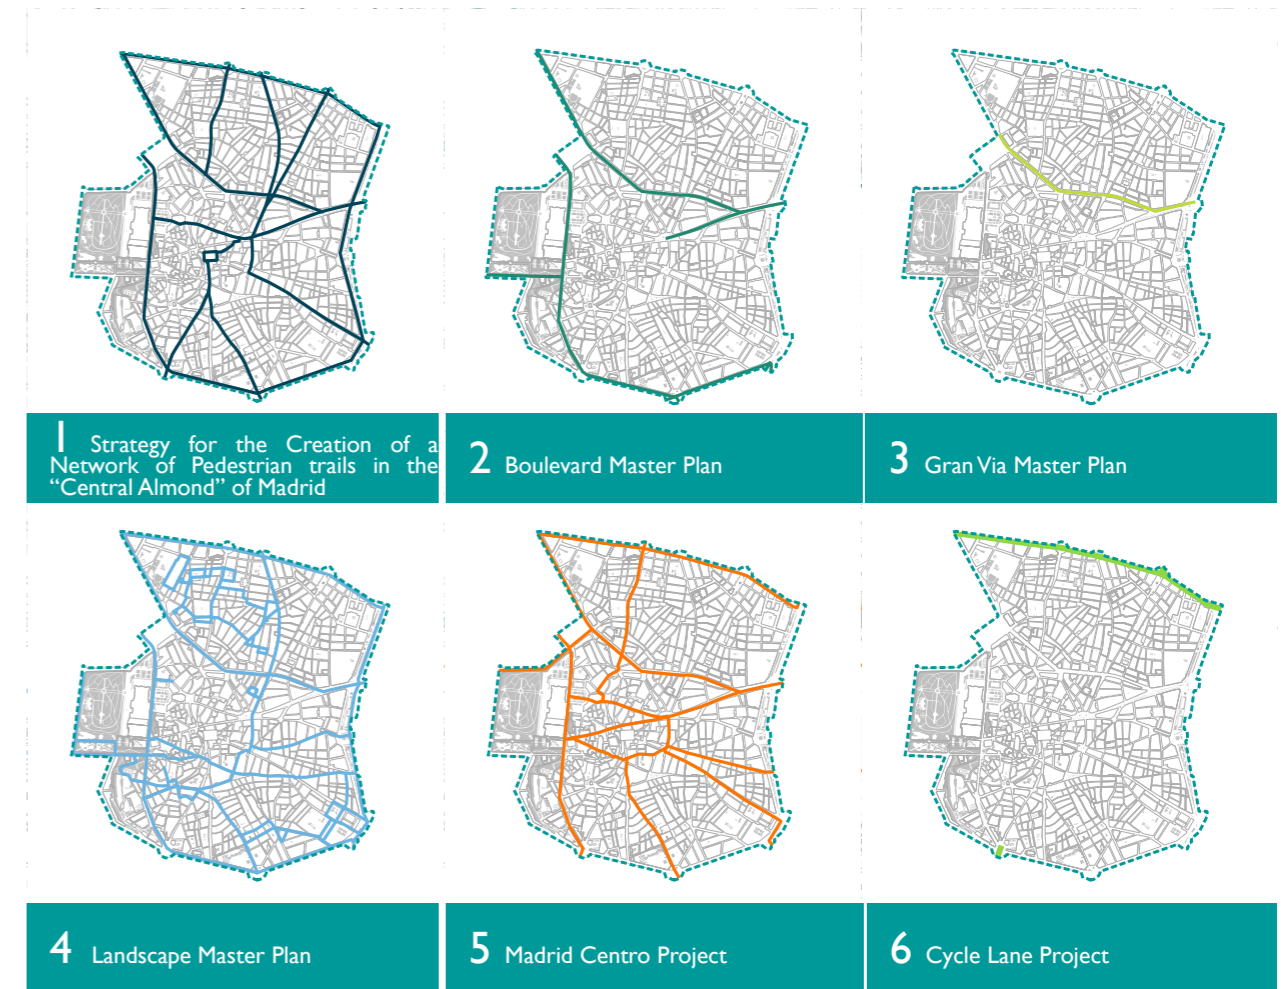 1 Strategy for the Creation of a
Network of Pedestrian trails in the
“Central Almond” of Madrid
2 Boulevard Master Plan
3 Gran Via Master Plan
4 Landscape Master Plan
5 Madrid Centro Project
6 Cycle Lane Project